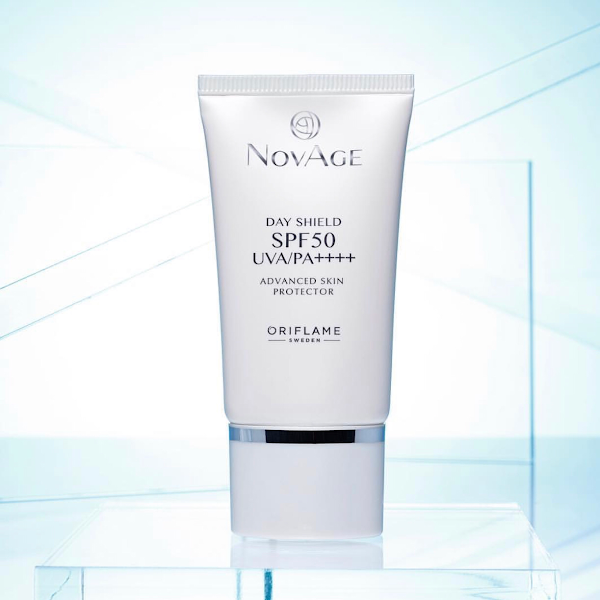 NOVAGE
DAY SHIELD
SPF50
UVA/PA++++
ADVANCED SKIN
PROTECTOR
ORIFLAME
SWEDEN